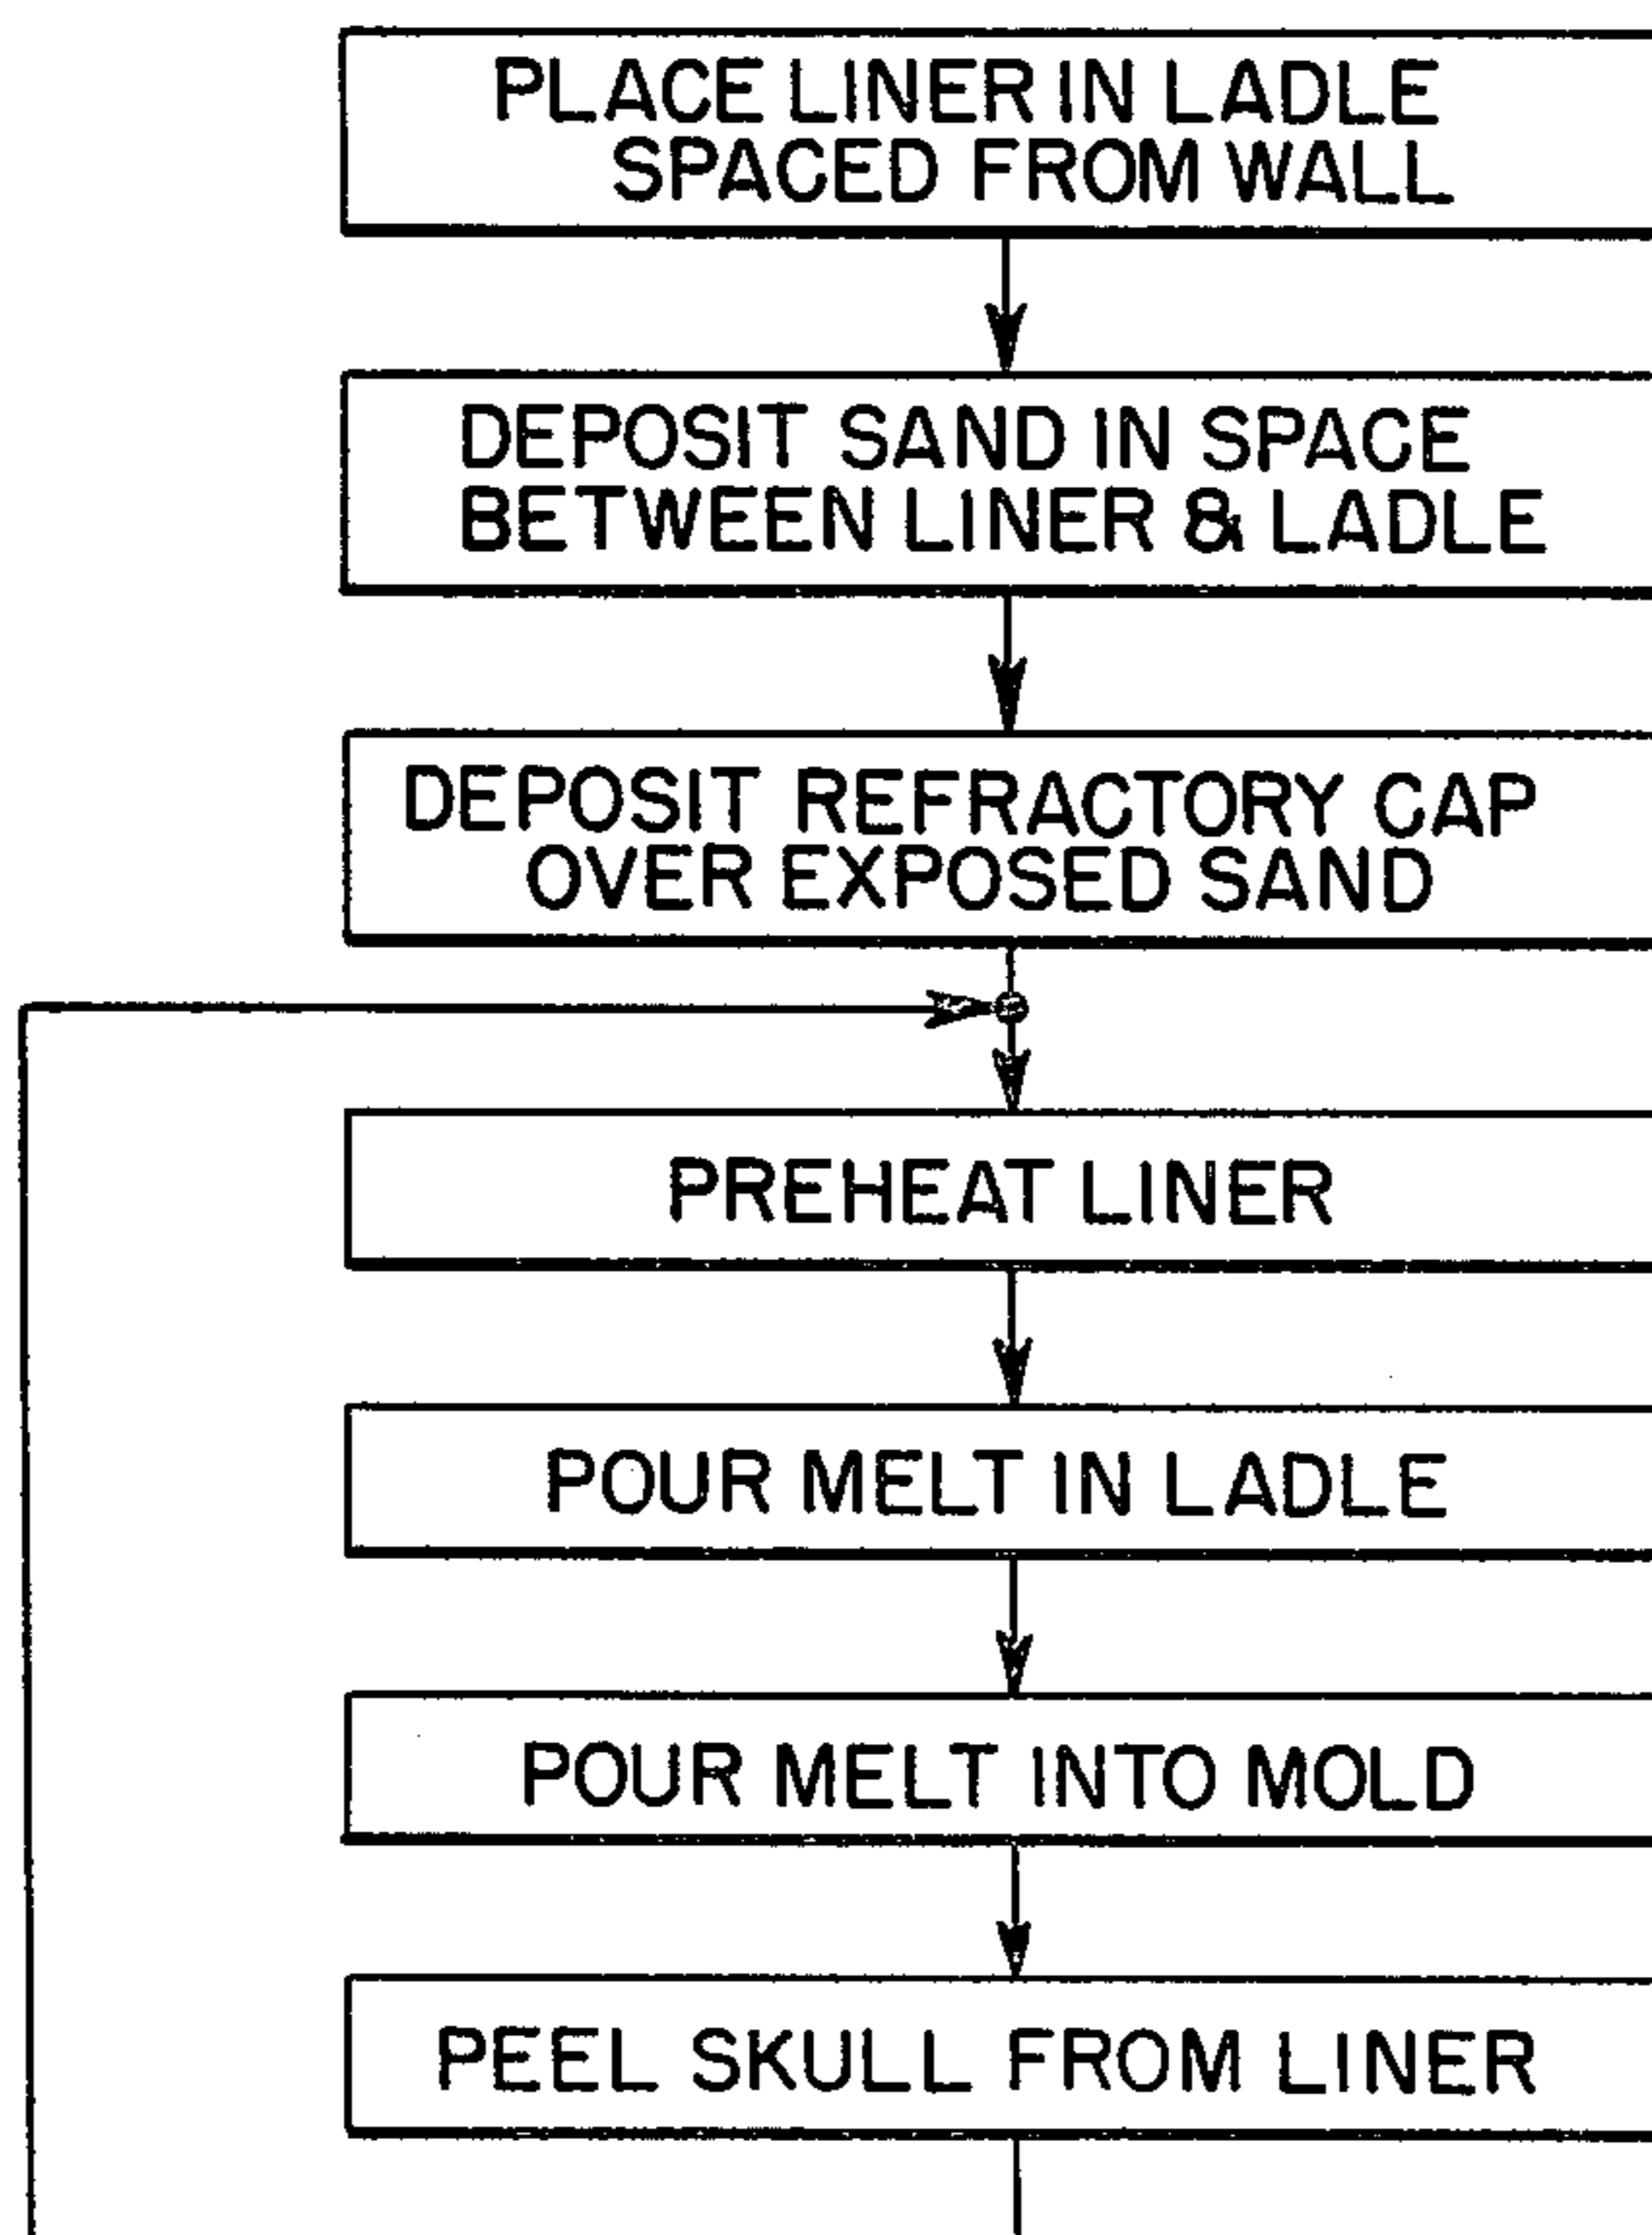 PLACE LINER IN LADLE
SPACED FROM WALL
DEPOSIT SAND IN SPACE
BETWEEN LINER & LADLE
DEPOSIT REFRACTORY CAP
OVER EXPOSED SAND
PREHEAT LINER
POUR MELT IN LADLE
POUR MELT INTO MOLD
PEEL SKULL FROM LINER